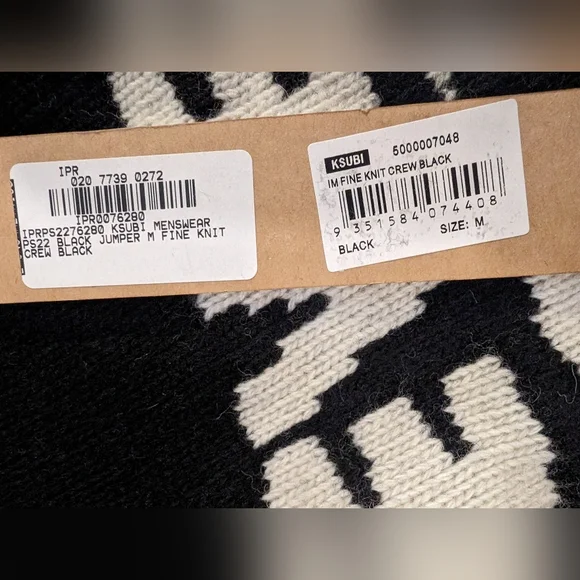 IPR
020 7739 0272
IPR0076280
IPRPS2276280 KSUBI MENSWEAR
PS22 BLACK JUMPER M FINE KNIT
CREW BLACK
KSUBI 5000007048
IM FINE KNIT CREW BLACK
9 351584 074408
BLACK SIZE: M